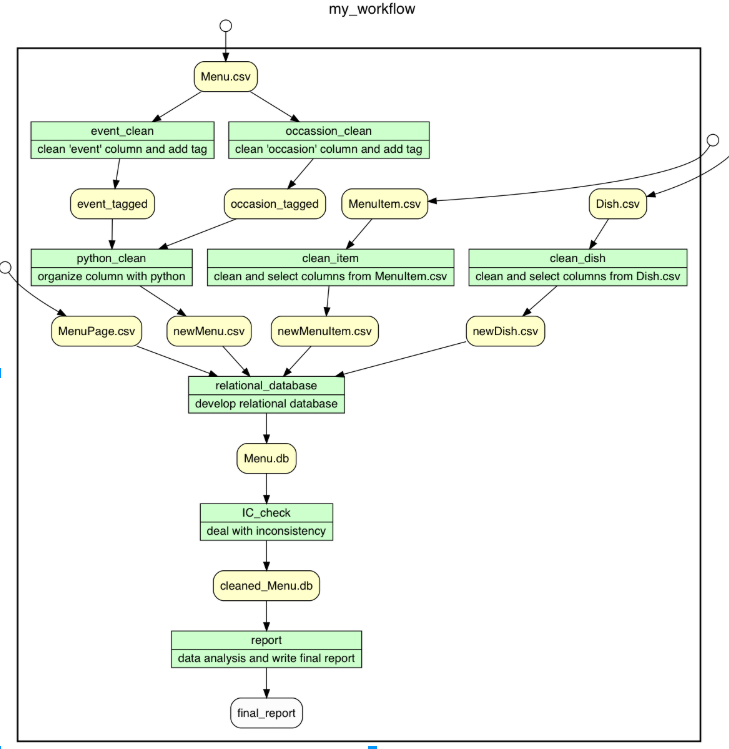 my_workflow
Menu.csv
event_clean
clean 'event' column and add tag
occassion_clean
clean 'occasion' column and add tag
event_tagged
occasion_tagged
MenuItem.csv
Dish.csv
python_clean
organize column with python
clean_item
clean and select columns from MenuItem.csv
clean_dish
clean and select columns from Dish.csv
MenuPage.csv
newMenu.csv
newMenuItem.csv
newDish.csv
relational_database
develop relational database
Menu.db
IC_check
deal with inconsistency
cleaned_Menu.db
report
data analysis and write final report
final_report